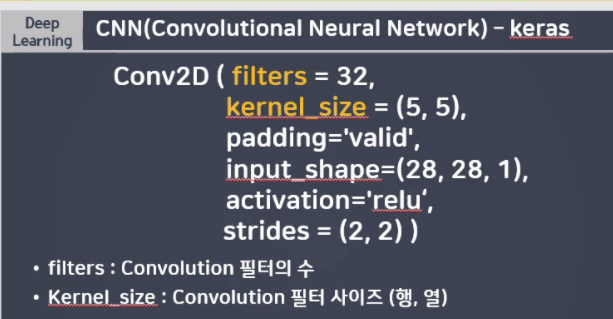 Deep
Learning
CNN(Convolutional Neural Network) – keras
Conv2D ( filters = 32,
kernel_size = (5, 5),
padding='valid',
input_shape=(28, 28, 1),
activation='relu‘,
strides = (2, 2) )
• filters : Convolution 필터의 수
• Kernel_size : Convolution 필터 사이즈 (행, 열)